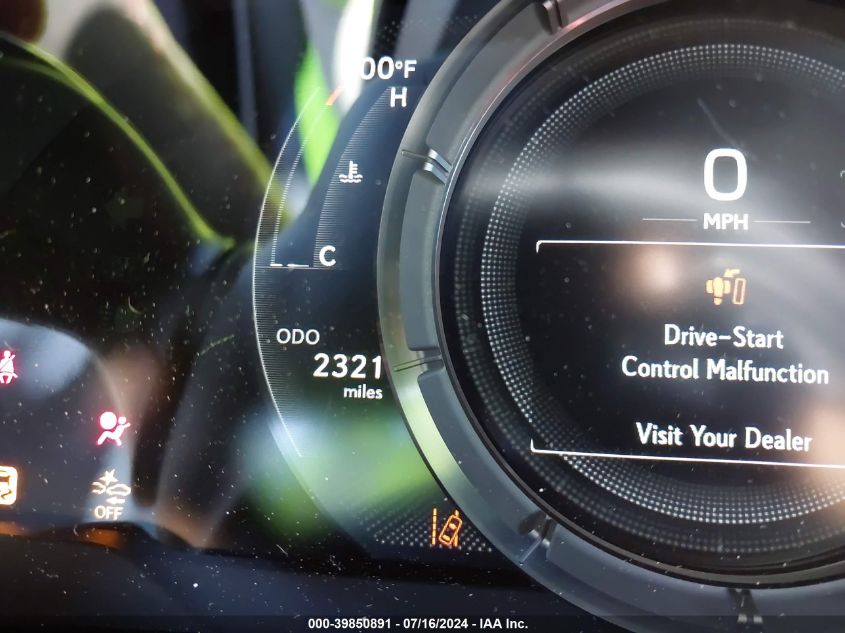 00°F
H
C
ODO
2321
miles
0
MPH
Drive-Start
Control Malfunction
Visit Your Dealer
OFF
000-39850891 - 07/16/2024 - IAA Inc.